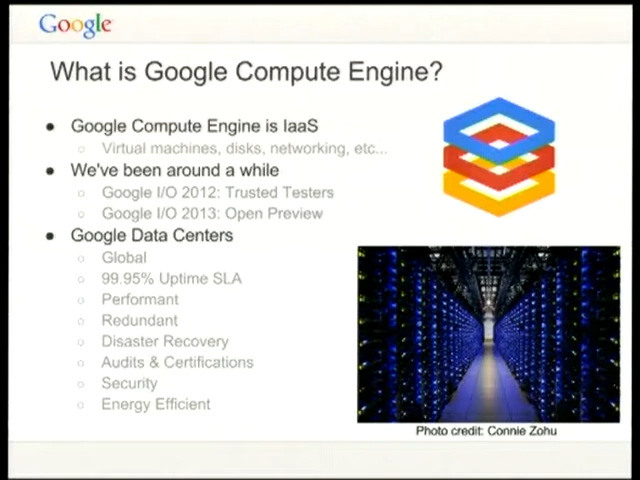 Google
What is Google Compute Engine?
● Google Compute Engine is IaaS
○ Virtual machines, disks, networking, etc...
● We've been around a while
○ Google I/O 2012: Trusted Testers
○ Google I/O 2013: Open Preview
● Google Data Centers
○ Global
○ 99.95% Uptime SLA
○ Performant
○ Redundant
○ Disaster Recovery
○ Audits & Certifications
○ Security
○ Energy Efficient
Photo credit: Connie Zohu